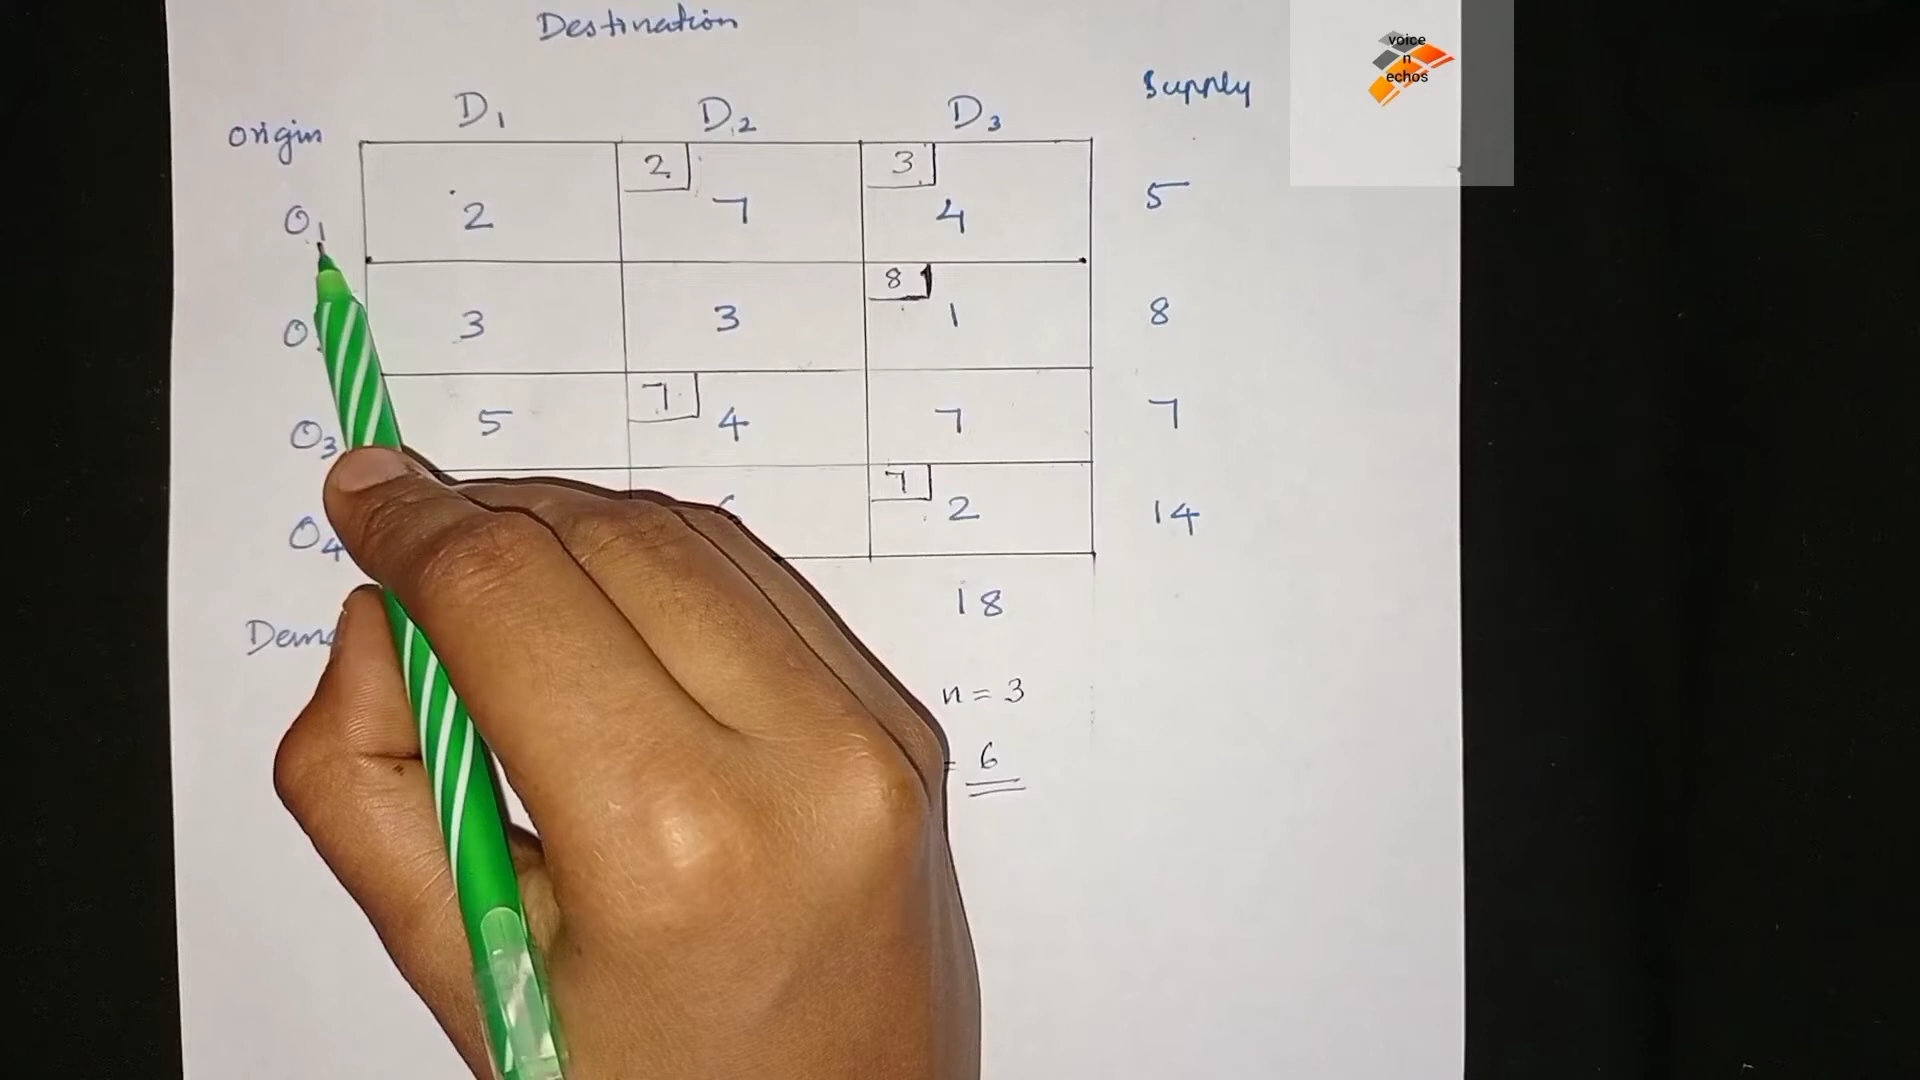 Destination
voice
n
echos
Supply
Origin D1 D2 D3
2 3
O1 2 7 4 5
8
3 3 1 8
7
O3 5 4 7 7
7
O4 2 14
18
n = 3
= 6